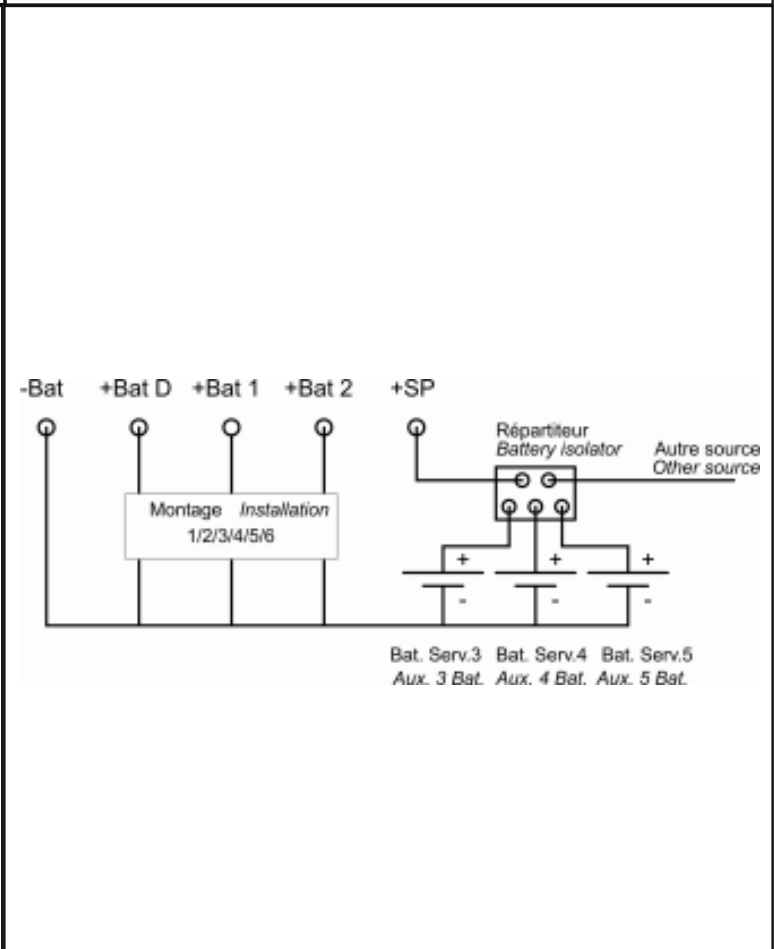 -Bat +Bat D +Bat 1 +Bat 2 +SP
Répartiteur
Battery isolator
Autre source
Other source
Montage Installation
1/2/3/4/5/6
+ + +
- - -
Bat. Serv.3 Bat. Serv.4 Bat. Serv.5
Aux. 3 Bat. Aux. 4 Bat. Aux. 5 Bat.